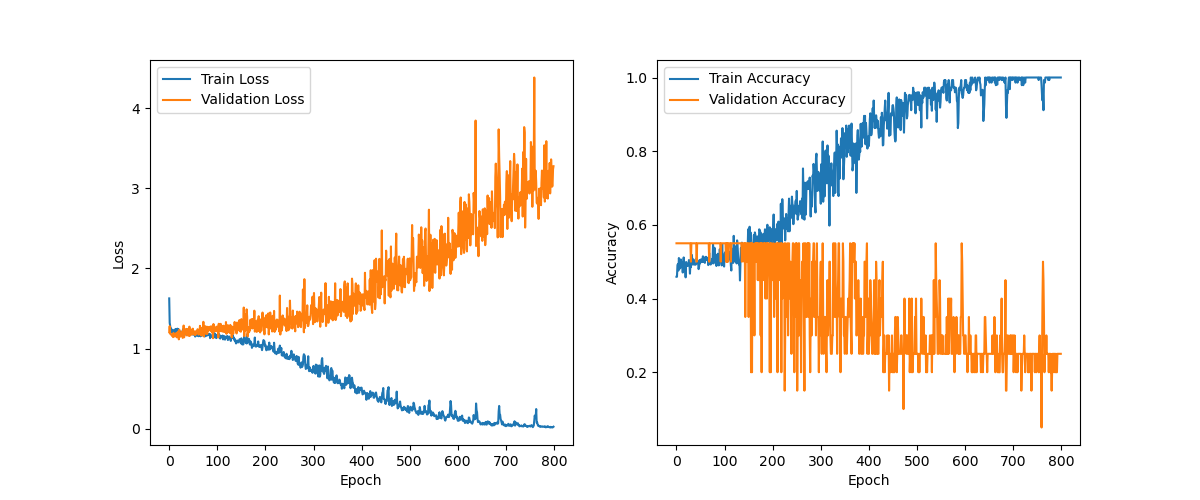 Train Loss
Validation Loss
Loss
4
3
2
1
0
0 100 200 300 400 500 600 700 800
Epoch
Train Accuracy
Validation Accuracy
Accuracy
1.0
0.8
0.6
0.4
0.2
0 100 200 300 400 500 600 700 800
Epoch